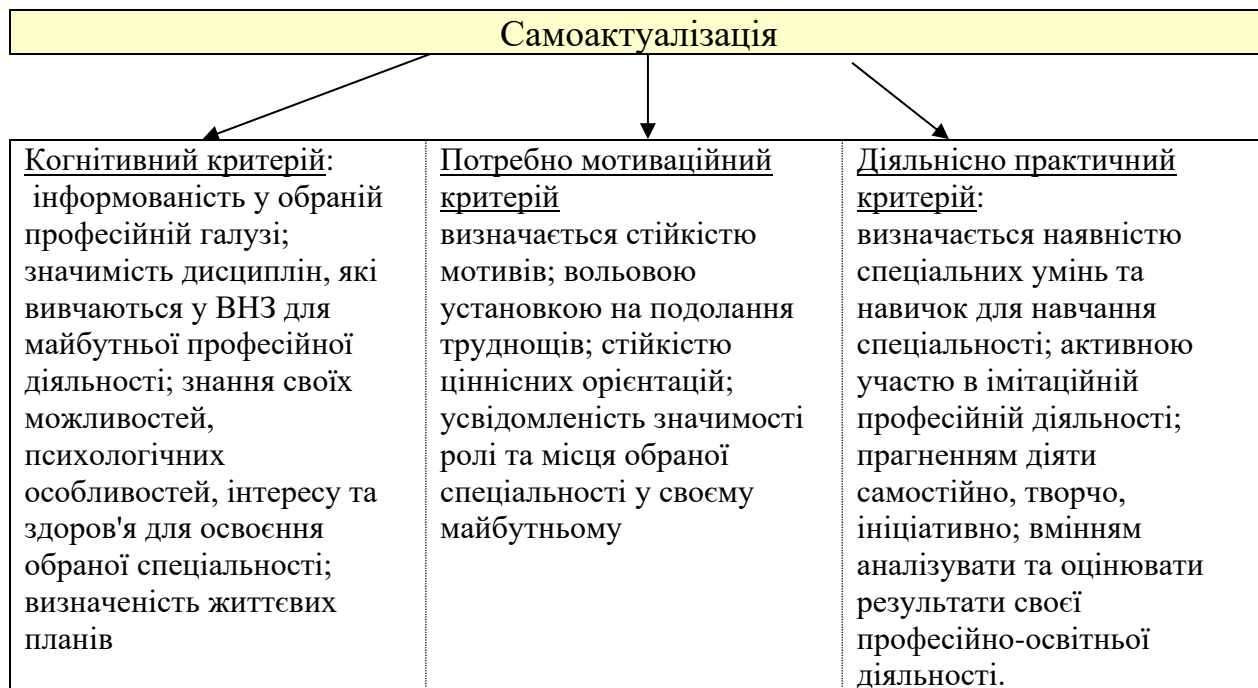 Самоактуалізація
Когнітивний критерій:
інформованість у обраній
професійній галузі;
значимість дисциплін, які
вивчаються у ВНЗ для
майбутньої професійної
діяльності; знання своїх
можливостей,
психологічних
особливостей, інтересу та
здоров'я для освоєння
обраної спеціальності;
визначеність життєвих
планів
Потребно мотиваційний
критерій
визначається стійкістю
мотивів; вольовою
установкою на подолання
труднощів; стійкістю
ціннісних орієнтацій;
усвідомленість значимості
ролі та місця обраної
спеціальності у своєму
майбутньому
Діяльнісно практичний
критерій:
визначається наявністю
спеціальних умінь та
навичок для навчання
спеціальності; активною
участю в імітаційній
професійній діяльності;
прагненням діяти
самостійно, творчо,
ініціативно; вмінням
аналізувати та оцінювати
результати своєї
професійно-освітньої
діяльності.